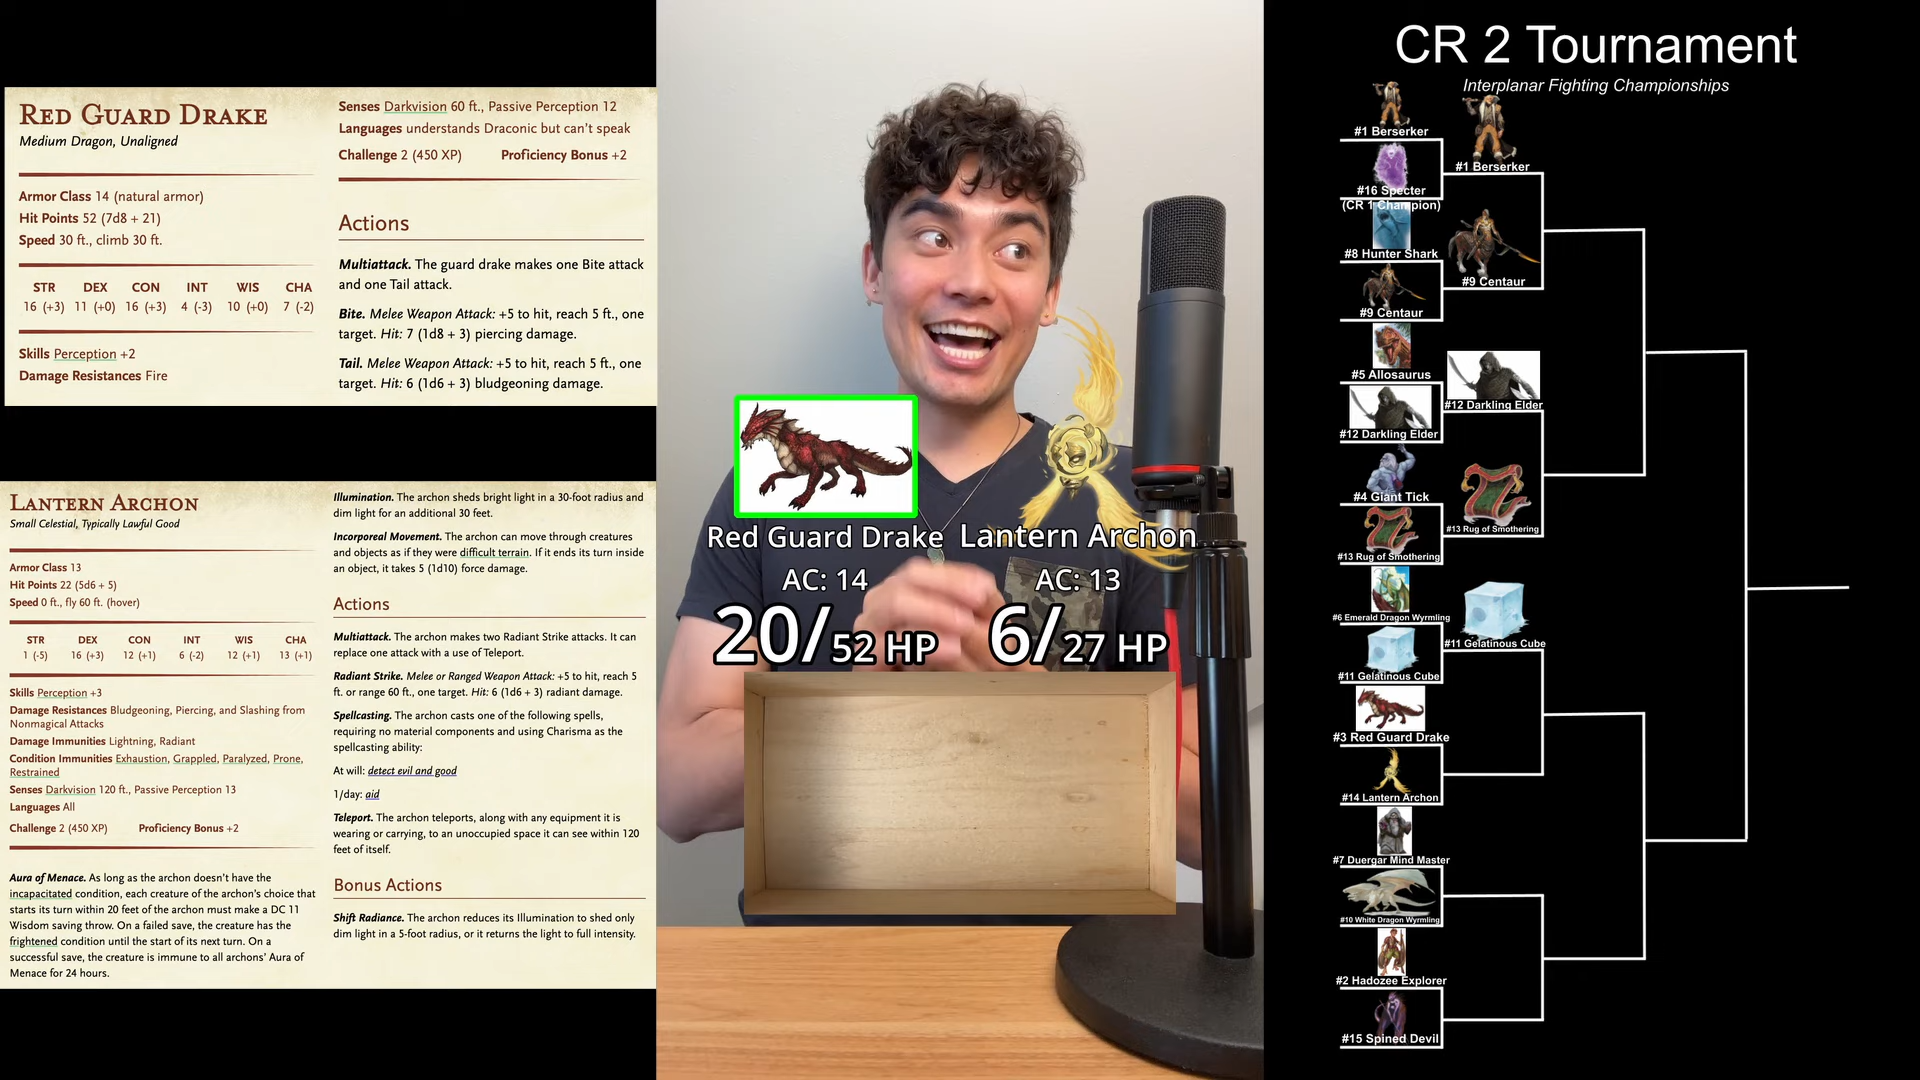 RED GUARD DRAKE
Medium Dragon, Unaligned
Armor Class 14 (natural armor)
Hit Points 52 (7d8 + 21)
Speed 30 ft., climb 30 ft.
STR DEX CON INT WIS CHA
16 (+3) 11 (+0) 16 (+3) 4 (-3) 10 (+0) 7 (-2)
Skills Perception +2
Damage Resistances Fire
Senses Darkvision 60 ft., Passive Perception 12
Languages understands Draconic but can't speak
Challenge 2 (450 XP) Proficiency Bonus +2
Actions
Multiattack. The guard drake makes one Bite attack
and one Tail attack.
Bite. Melee Weapon Attack: +5 to hit, reach 5 ft., one
target. Hit: 7 (1d8 + 3) piercing damage.
Tail. Melee Weapon Attack: +5 to hit, reach 5 ft., one
target. Hit: 6 (1d6 + 3) bludgeoning damage.
LANTERN ARCHON
Small Celestial, Typically Lawful Good
Armor Class 13
Hit Points 22 (5d6 + 5)
Speed 0 ft., fly 60 ft. (hover)
STR DEX CON INT WIS CHA
1 (-5) 16 (+3) 12 (+1) 6 (-2) 12 (+1) 13 (+1)
Skills Perception +3
Damage Resistances Bludgeoning, Piercing, and Slashing from
Nonmagical Attacks
Damage Immunities Lightning, Radiant
Condition Immunities Exhaustion, Grappled, Paralyzed, Prone,
Restrained
Senses Darkvision 120 ft., Passive Perception 13
Languages All
Challenge 2 (450 XP) Proficiency Bonus +2
Aura of Menace. As long as the archon doesn't have the
incapacitated condition, each creature of the archon's choice that
starts its turn within 20 feet of the archon must make a DC 11
Wisdom saving throw. On a failed save, the creature has the
frightened condition until the start of its next turn. On a
successful save, the creature is immune to all archons' Aura of
Menace for 24 hours.
Illumination. The archon sheds bright light in a 30-foot radius and
dim light for an additional 30 feet.
Incorporeal Movement. The archon can move through creatures
and objects as if they were difficult terrain. If it ends its turn inside
an object, it takes 5 (1d10) force damage.
Actions
Multiattack. The archon makes two Radiant Strike attacks. It can
replace one attack with a use of Teleport.
Radiant Strike. Melee or Ranged Weapon Attack: +5 to hit, reach 5
ft. or range 60 ft., one target. Hit: 6 (1d6 + 3) radiant damage.
Spellcasting. The archon casts one of the following spells,
requiring no material components and using Charisma as the
spellcasting ability:
At will: detect evil and good
1/day: aid
Teleport. The archon teleports, along with any equipment it is
wearing or carrying, to an unoccupied space it can see within 120
feet of itself.
Bonus Actions
Shift Radiance. The archon reduces its Illumination to shed only
dim light in a 5-foot radius, or it returns the light to full intensity.
Red Guard Drake
AC: 14
20/52 HP
Lantern Archon
AC: 13
6/27 HP
CR 2 Tournament
Interplanar Fighting Championships
#1 Berserker
#16 Specter
(CR 1 Champion)
#8 Hunter Shark
#9 Centaur
#5 Allosaurus
#12 Darkling Elder
#4 Giant Tick
#13 Rug of Smothering
#6 Emerald Dragon Wyrmling
#11 Gelatinous Cube
#3 Red Guard Drake
#14 Lantern Archon
#7 Duergar Mind Master
#10 White Dragon Wyrmling
#2 Hadozee Explorer
#15 Spined Devil
#1 Berserker
#9 Centaur
#12 Darkling Elder
#13 Rug of Smothering
#11 Gelatinous Cube